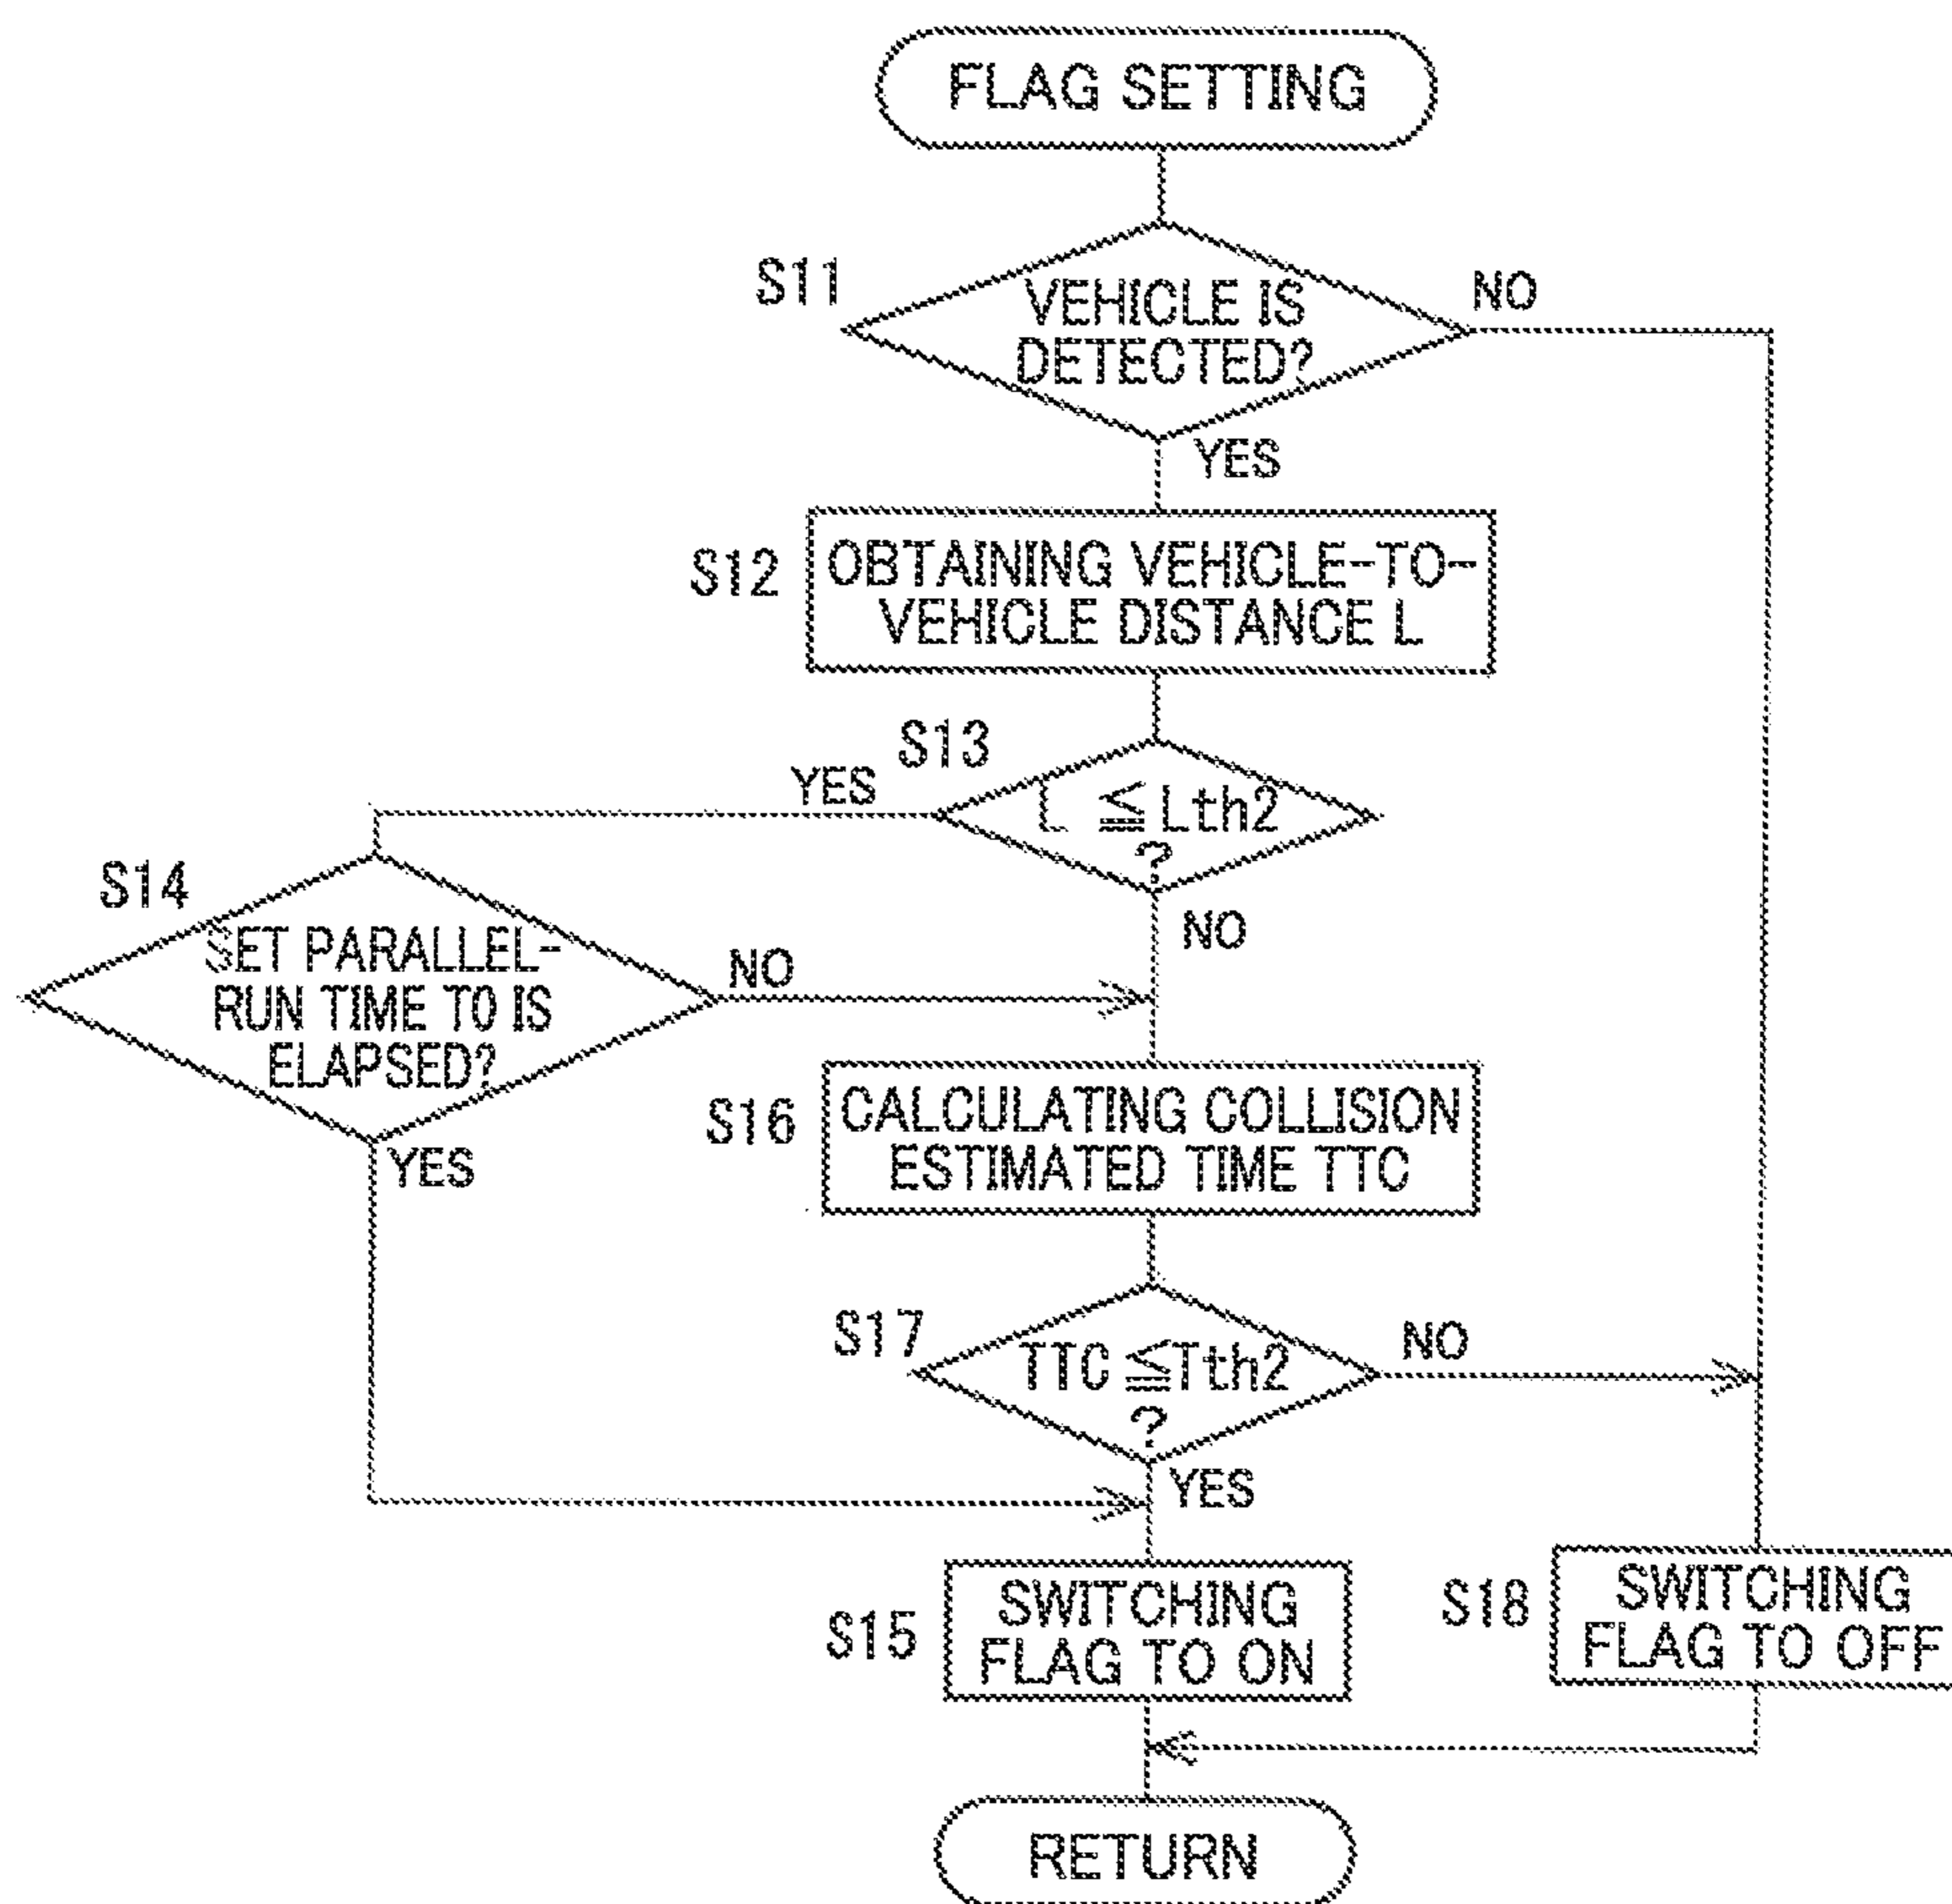 FLAG SETTING
S11
VEHICLE IS
DETECTED?
NO
YES
S12
OBTAINING VEHICLE-TO-
VEHICLE DISTANCE L
S13
YES
L ≦ Lth2
?
NO
S14
SET PARALLEL-
RUN TIME T0 IS
ELAPSED?
NO
YES
S16
CALCULATING COLLISION
ESTIMATED TIME TTC
S17
TTC ≦Tth2
?
NO
YES
S15
SWITCHING
FLAG TO ON
S18
SWITCHING
FLAG TO OFF
RETURN